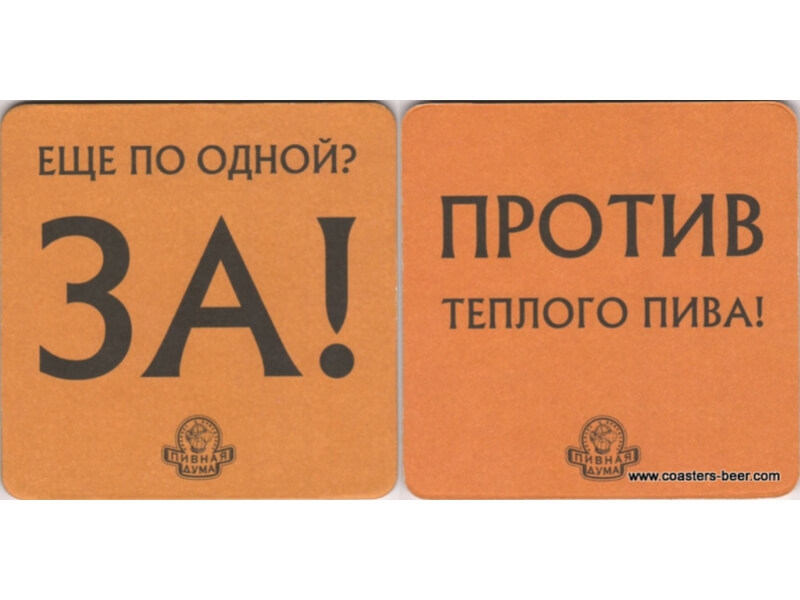 ЕЩЕ ПО ОДНОЙ?
ЗА!
ПИВНАЯ
ДУМА
ПРОТИВ
ТЕПЛОГО ПИВА!
ПИВНАЯ
ДУМА
www.coasters-beer.com